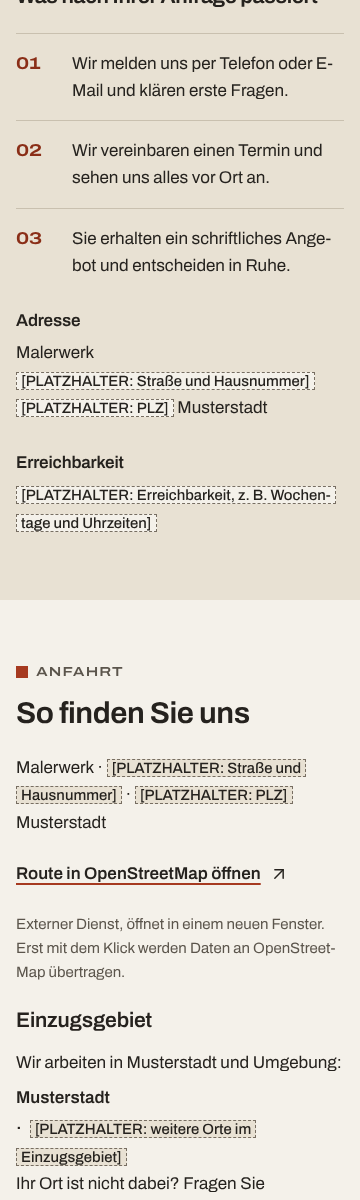 Was nach Ihrer Anfrage passiert
01 Wir melden uns per Telefon oder E-
Mail und klären erste Fragen.
02 Wir vereinbaren einen Termin und
sehen uns alles vor Ort an.
03 Sie erhalten ein schriftliches Ange-
bot und entscheiden in Ruhe.
Adresse
Malerwerk
[PLATZHALTER: Straße und Hausnummer]
[PLATZHALTER: PLZ] Musterstadt
Erreichbarkeit
[PLATZHALTER: Erreichbarkeit, z. B. Wochen-
tage und Uhrzeiten]
ANFAHRT
So finden Sie uns
Malerwerk · [PLATZHALTER: Straße und
Hausnummer] · [PLATZHALTER: PLZ]
Musterstadt
Route in OpenStreetMap öffnen
Externer Dienst, öffnet in einem neuen Fenster.
Erst mit dem Klick werden Daten an OpenStreet-
Map übertragen.
Einzugsgebiet
Wir arbeiten in Musterstadt und Umgebung:
Musterstadt
· [PLATZHALTER: weitere Orte im
Einzugsgebiet]
Ihr Ort ist nicht dabei? Fragen Sie